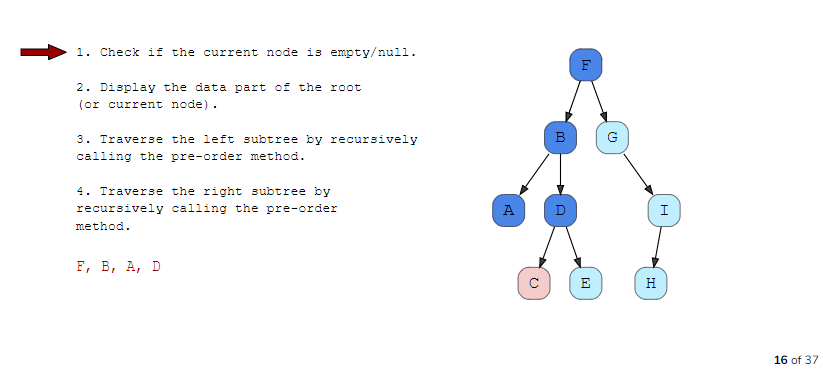 1. Check if the current node is empty/null.
2. Display the data part of the root
(or current node).
3. Traverse the left subtree by recursively
calling the pre-order method.
4. Traverse the right subtree by
recursively calling the pre-order
method.
F, B, A, D
F
B
G
A
D
I
C
E
H
16 of 37